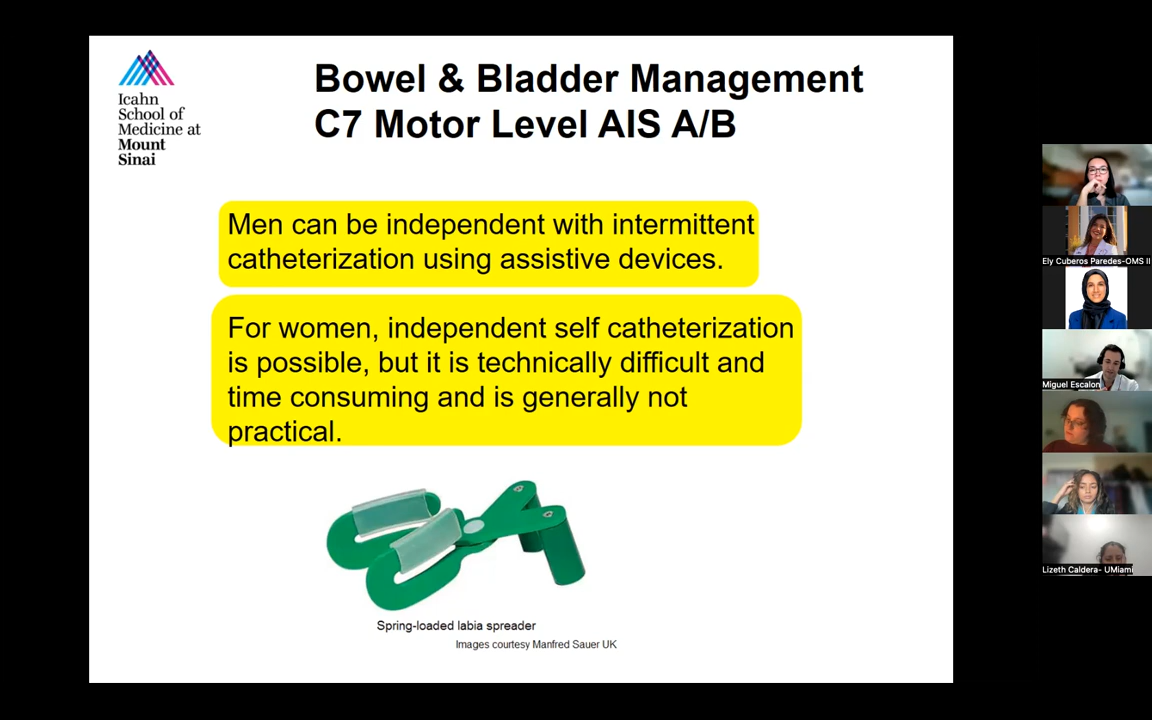 Icahn
School of
Medicine at
Mount
Sinai
Bowel & Bladder Management
C7 Motor Level AIS A/B
Men can be independent with intermittent
catheterization using assistive devices.
For women, independent self catheterization
is possible, but it is technically difficult and
time consuming and is generally not
practical.
Spring-loaded labia spreader
Images courtesy Manfred Sauer UK
Ely Cuberos Paredes-OMS II
Miguel Escalon
Lizeth Caldera- UMiami